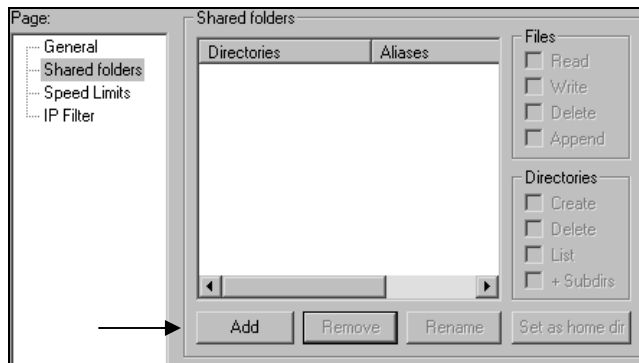 Page:
General
Shared folders
Speed Limits
IP Filter
Shared folders
Directories Aliases
Files
Read
Write
Delete
Append
Directories
Create
Delete
List
+ Subdirs
Add Remove Rename Set as home dir